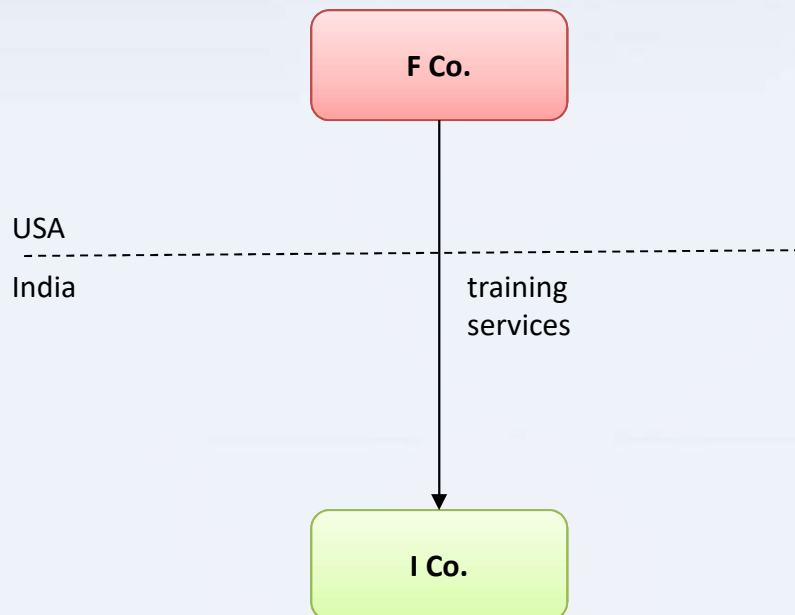 F Co.
USA
India
training
services
I Co.